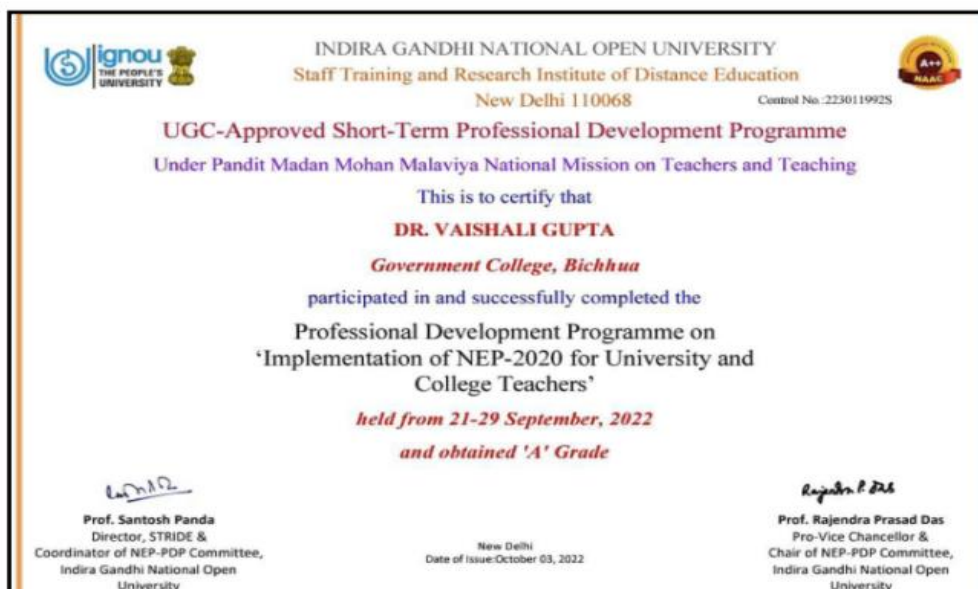 ignou
THE PEOPLE'S
UNIVERSITY
INDIRA GANDHI NATIONAL OPEN UNIVERSITY
Staff Training and Research Institute of Distance Education
New Delhi 110068
Control No.:223011992S
A++
NAAC
UGC-Approved Short-Term Professional Development Programme
Under Pandit Madan Mohan Malaviya National Mission on Teachers and Teaching
This is to certify that
DR. VAISHALI GUPTA
Government College, Bichhua
participated in and successfully completed the
Professional Development Programme on
‘Implementation of NEP-2020 for University and
College Teachers’
held from 21-29 September, 2022
and obtained 'A' Grade
Prof. Santosh Panda
Director, STRIDE &
Coordinator of NEP-PDP Committee,
Indira Gandhi National Open
University
New Delhi
Date of Issue:October 03, 2022
Rajendra P. Das
Prof. Rajendra Prasad Das
Pro-Vice Chancellor &
Chair of NEP-PDP Committee,
Indira Gandhi National Open
University